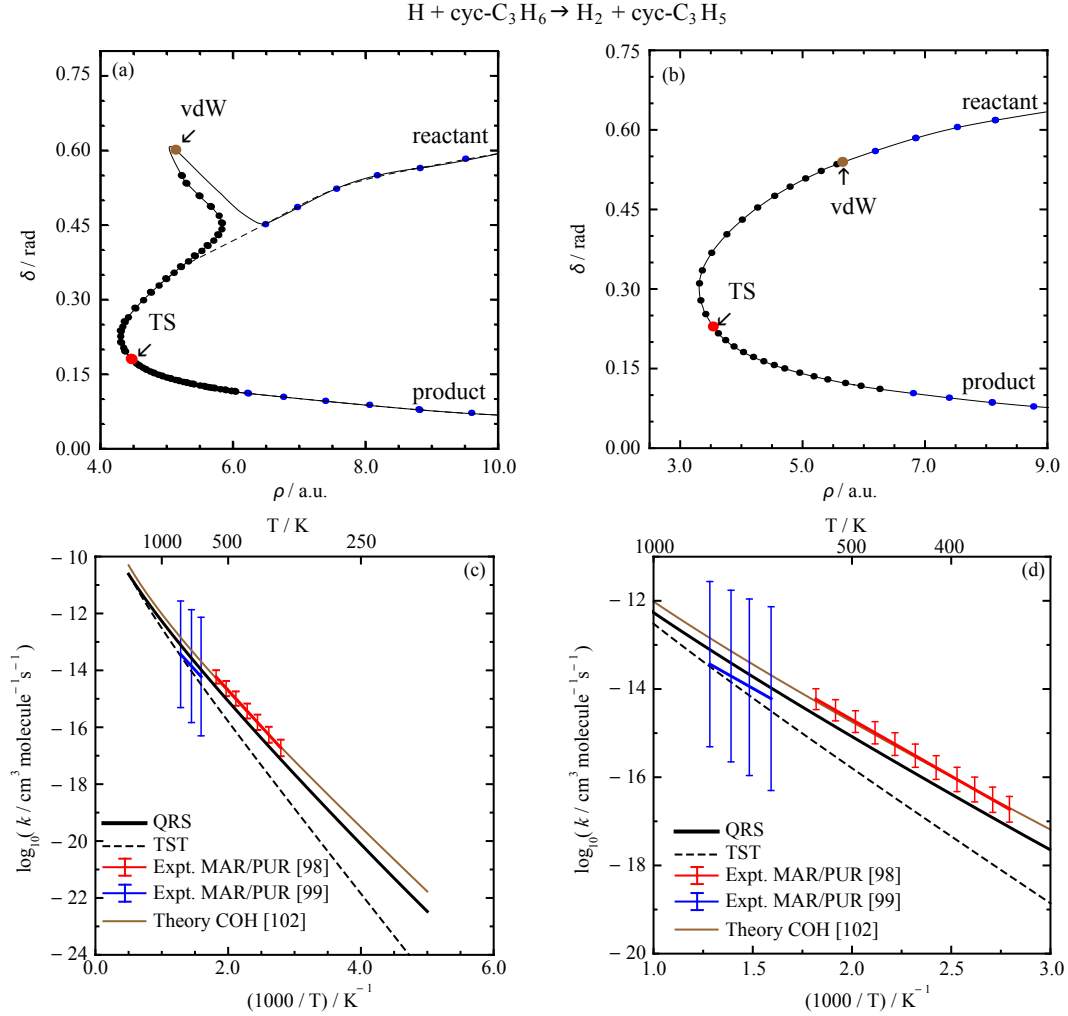 H + cyc-C₃H₆ → H₂ + cyc-C₃H₅
(a)
0.75
0.60
0.45
0.30
0.15
0.00
δ / rad
vdW
reactant
TS
product
4.0 6.0 8.0 10.0
ρ / a.u.
(b)
0.75
0.60
0.45
0.30
0.15
0.00
δ / rad
reactant
vdW
TS
product
3.0 5.0 7.0 9.0
ρ / a.u.
T / K
1000 500 250
(c)
− 10
− 12
− 14
− 16
− 18
− 20
− 22
− 24
log₁₀( k / cm³ molecule⁻¹ s⁻¹)
QRS
TST
Expt. MAR/PUR [98]
Expt. MAR/PUR [99]
Theory COH [102]
0.0 2.0 4.0 6.0
(1000 / T) / K⁻¹
T / K
1000 500 400
(d)
− 12
− 14
− 16
− 18
− 20
log₁₀( k / cm³ molecule⁻¹ s⁻¹)
QRS
TST
Expt. MAR/PUR [98]
Expt. MAR/PUR [99]
Theory COH [102]
1.0 1.5 2.0 2.5 3.0
(1000 / T) / K⁻¹